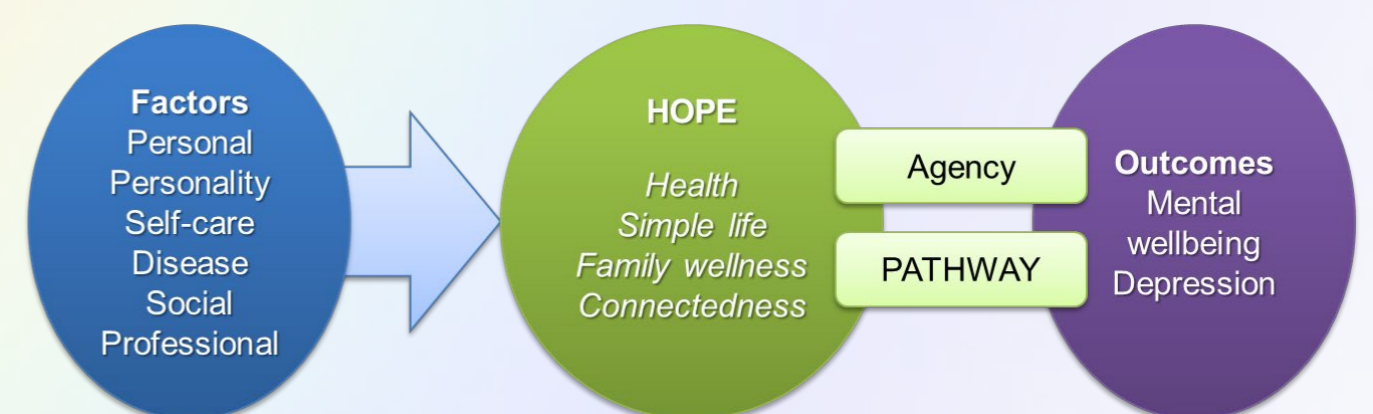 Factors
Personal
Personality
Self-care
Disease
Social
Professional
HOPE
Health
Simple life
Family wellness
Connectedness
Agency
PATHWAY
Outcomes
Mental
wellbeing
Depression